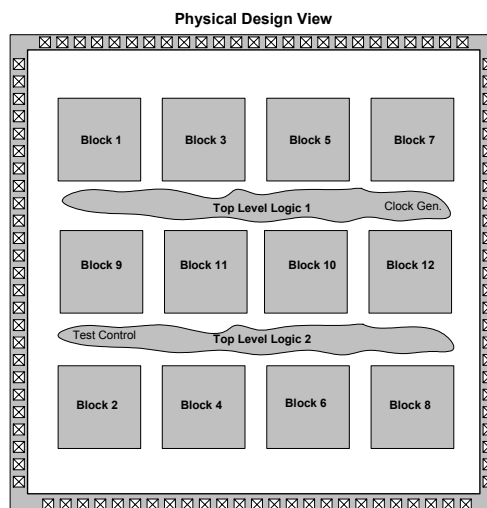 Physical Design View
Block 1 Block 3 Block 5 Block 7
Top Level Logic 1 Clock Gen.
Block 9 Block 11 Block 10 Block 12
Test Control Top Level Logic 2
Block 2 Block 4 Block 6 Block 8